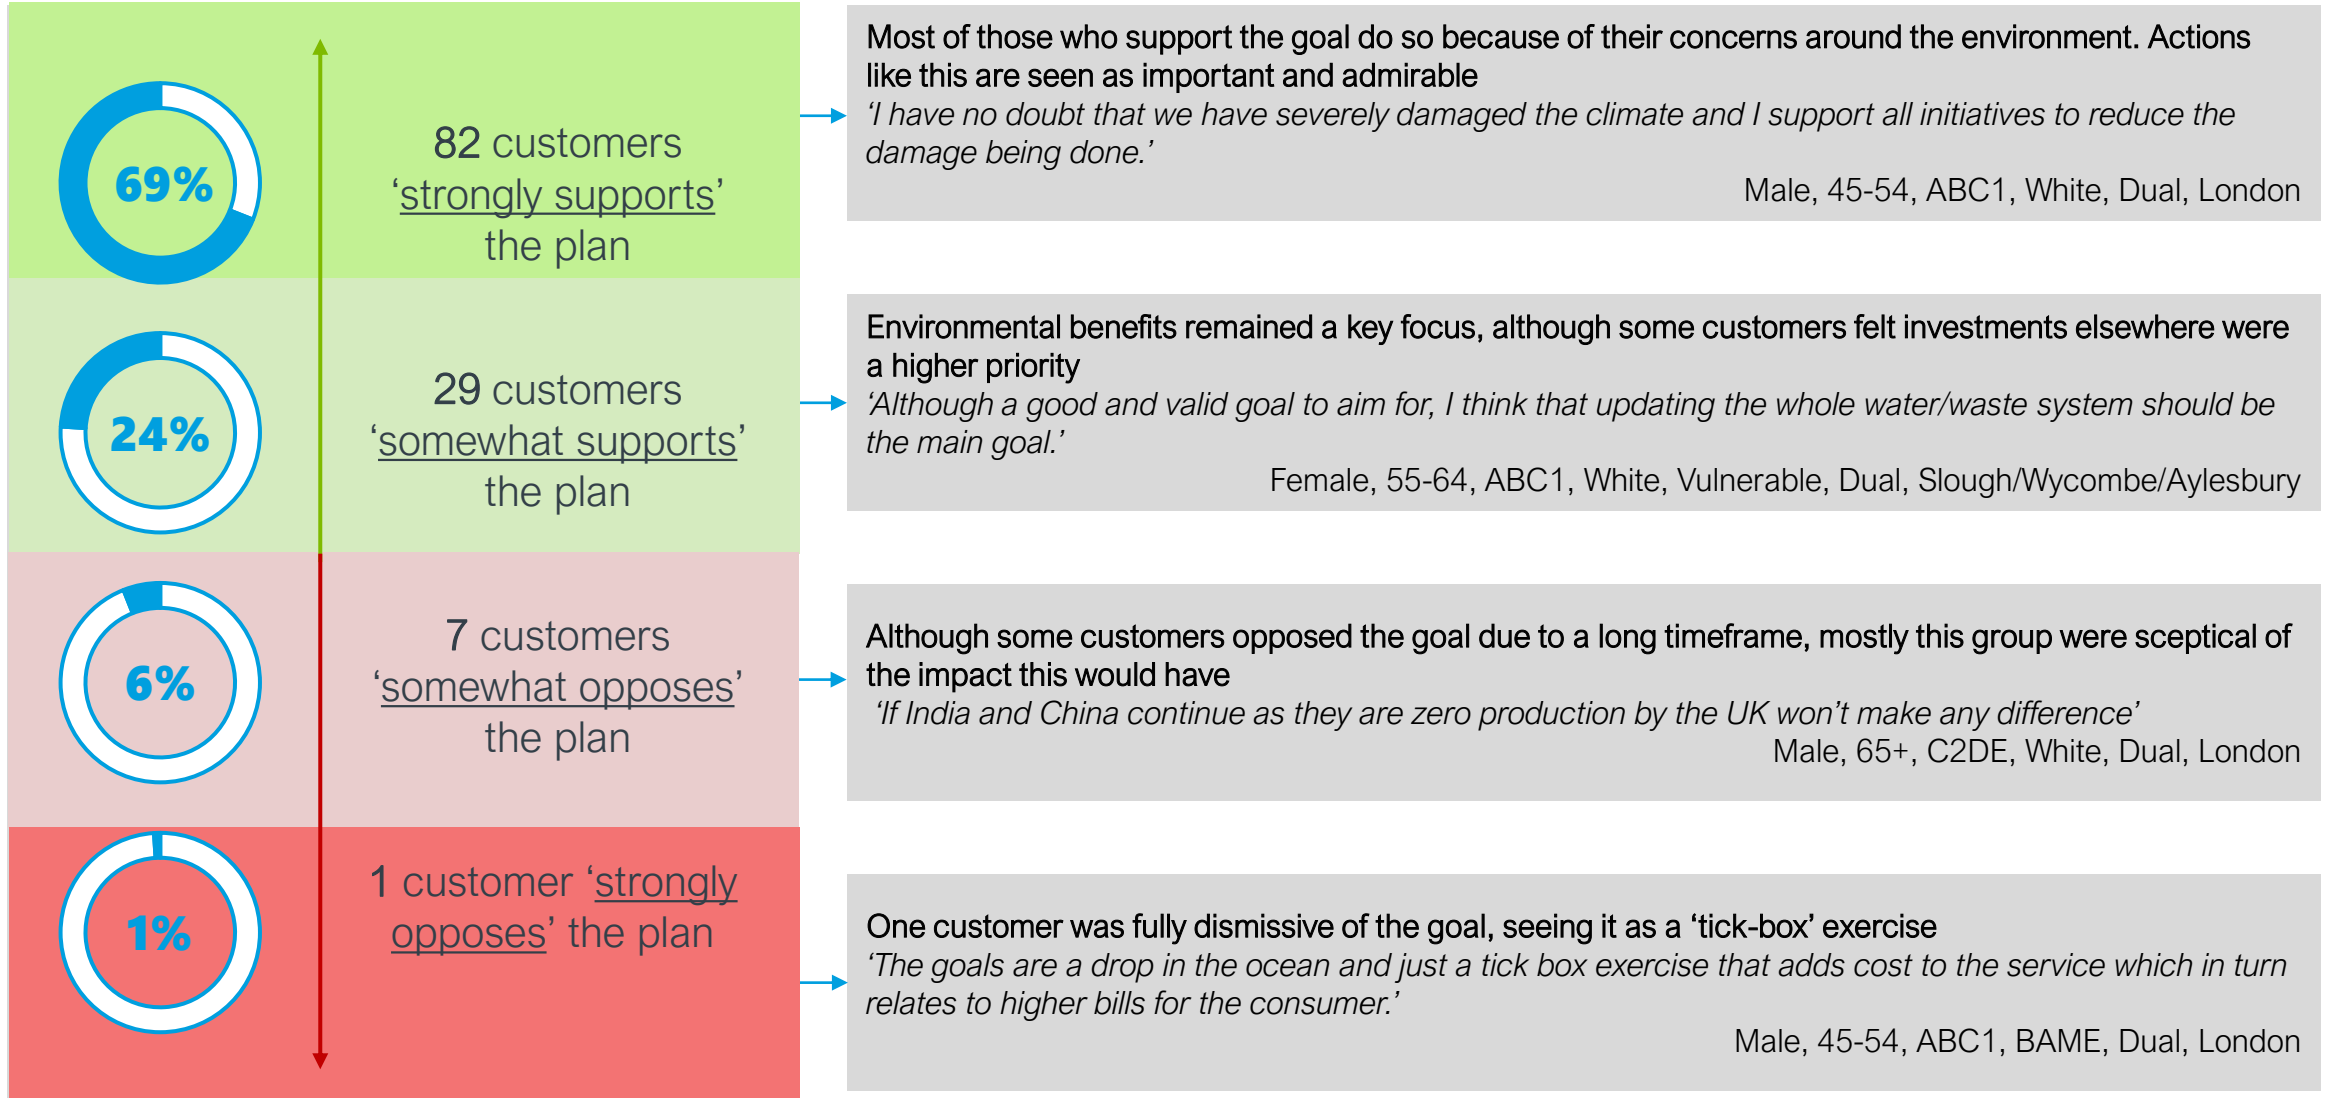 69%
82 customers
‘strongly supports’
the plan
Most of those who support the goal do so because of their concerns around the environment. Actions
like this are seen as important and admirable
‘I have no doubt that we have severely damaged the climate and I support all initiatives to reduce the
damage being done.’
Male, 45-54, ABC1, White, Dual, London
24%
29 customers
‘somewhat supports’
the plan
Environmental benefits remained a key focus, although some customers felt investments elsewhere were
a higher priority
‘Although a good and valid goal to aim for, I think that updating the whole water/waste system should be
the main goal.’
Female, 55-64, ABC1, White, Vulnerable, Dual, Slough/Wycombe/Aylesbury
6%
7 customers
‘somewhat opposes’
the plan
Although some customers opposed the goal due to a long timeframe, mostly this group were sceptical of
the impact this would have
‘If India and China continue as they are zero production by the UK won’t make any difference’
Male, 65+, C2DE, White, Dual, London
1%
1 customer ‘strongly
opposes’ the plan
One customer was fully dismissive of the goal, seeing it as a ‘tick-box’ exercise
‘The goals are a drop in the ocean and just a tick box exercise that adds cost to the service which in turn
relates to higher bills for the consumer.’
Male, 45-54, ABC1, BAME, Dual, London